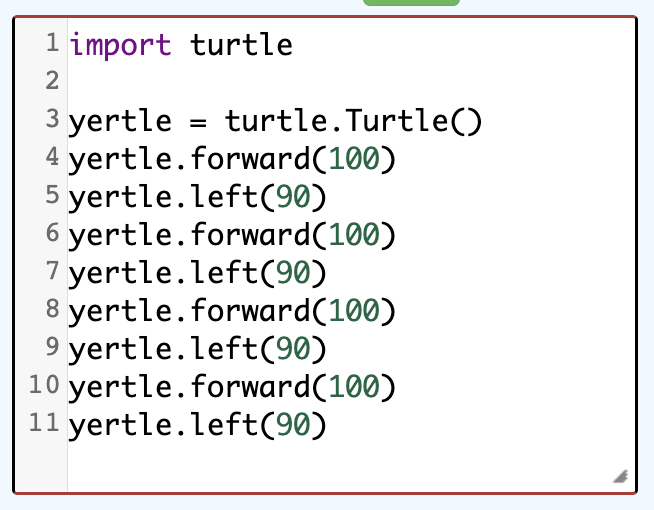 1 import turtle
2
3 yertle = turtle.Turtle()
4 yertle.forward(100)
5 yertle.left(90)
6 yertle.forward(100)
7 yertle.left(90)
8 yertle.forward(100)
9 yertle.left(90)
10 yertle.forward(100)
11 yertle.left(90)